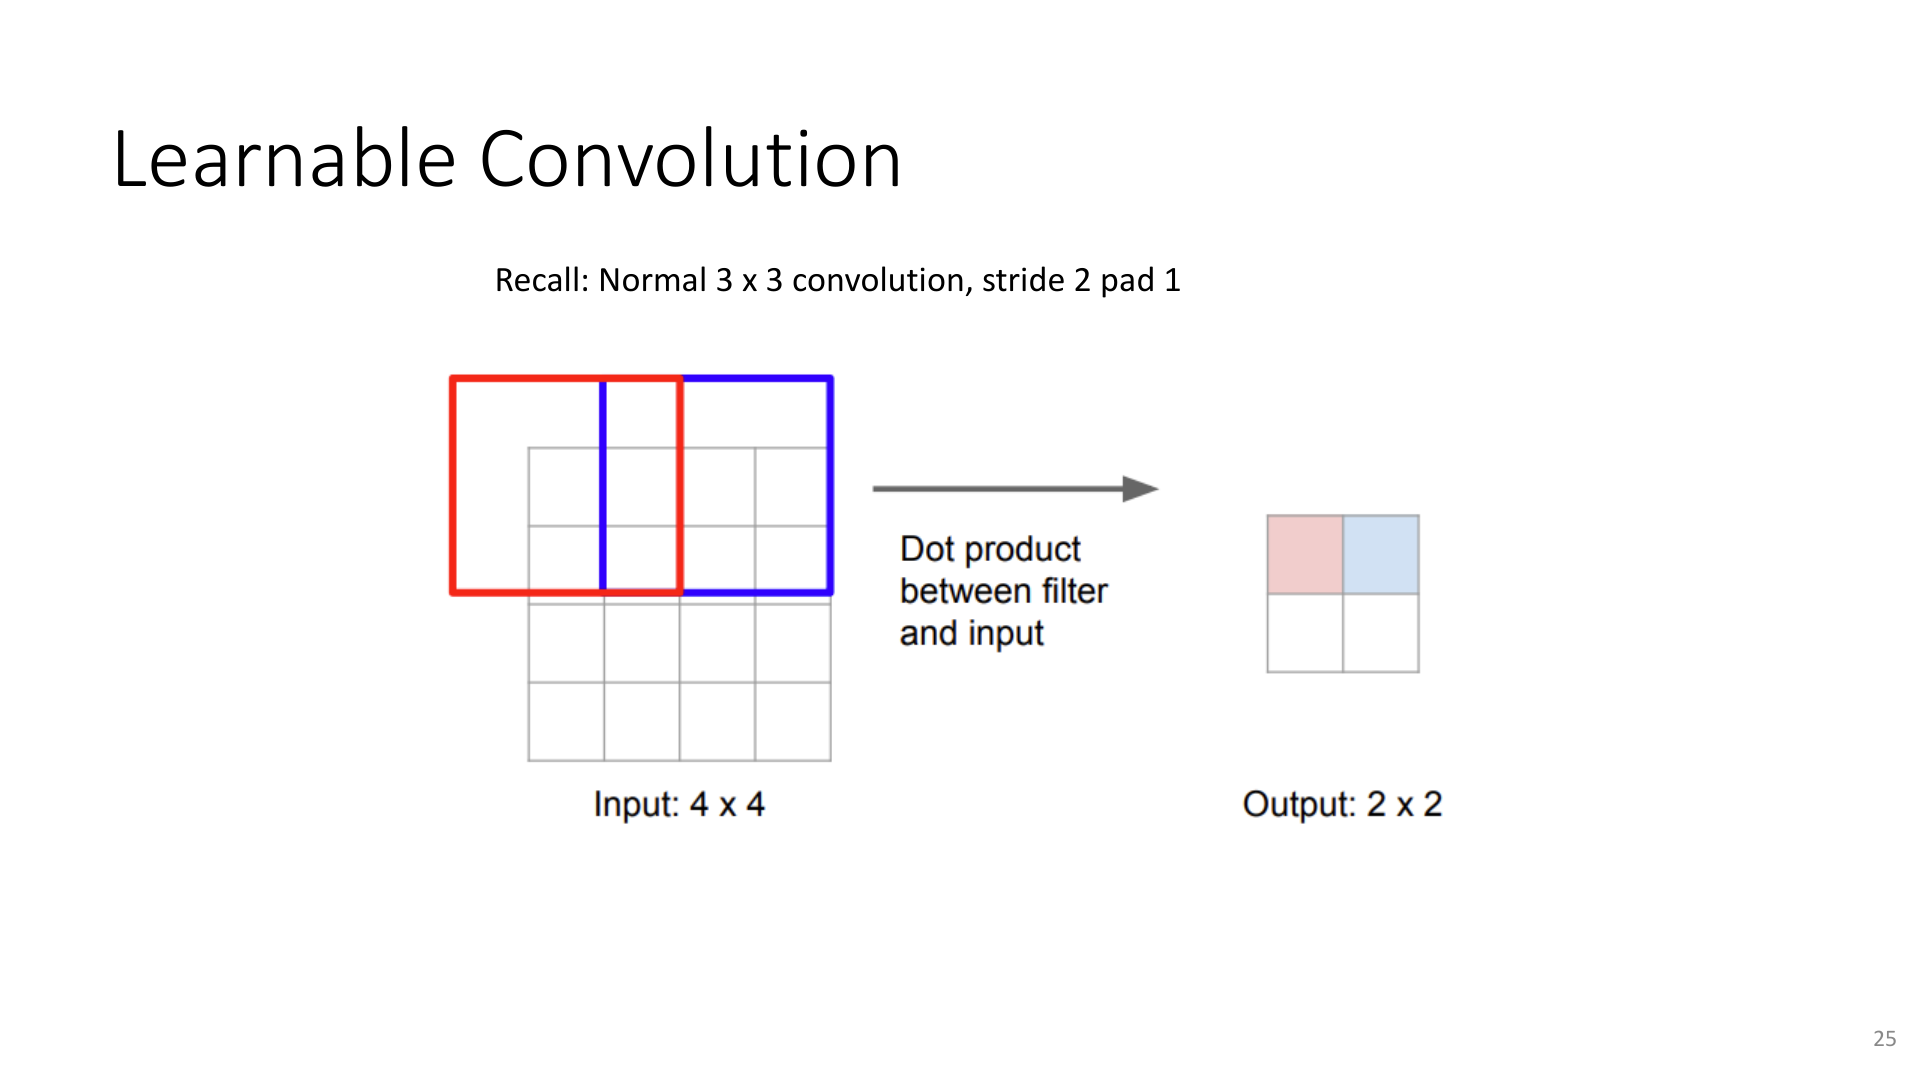 Learnable Convolution
Recall: Normal 3 x 3 convolution, stride 2 pad 1
Dot product
between filter
and input
Input: 4 x 4
Output: 2 x 2
25